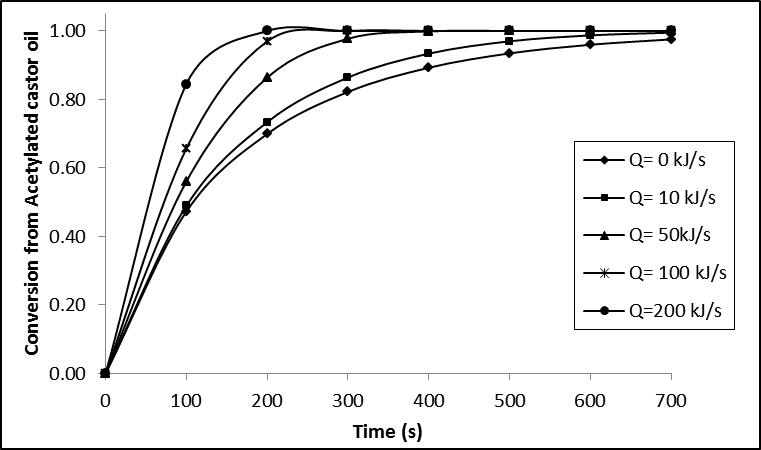 Conversion from Acetylated castor oil
1.00
0.80
0.60
0.40
0.20
0.00
0 100 200 300 400 500 600 700
Time (s)
Q= 0 kJ/s
Q= 10 kJ/s
Q= 50kJ/s
Q= 100 kJ/s
Q=200 kJ/s